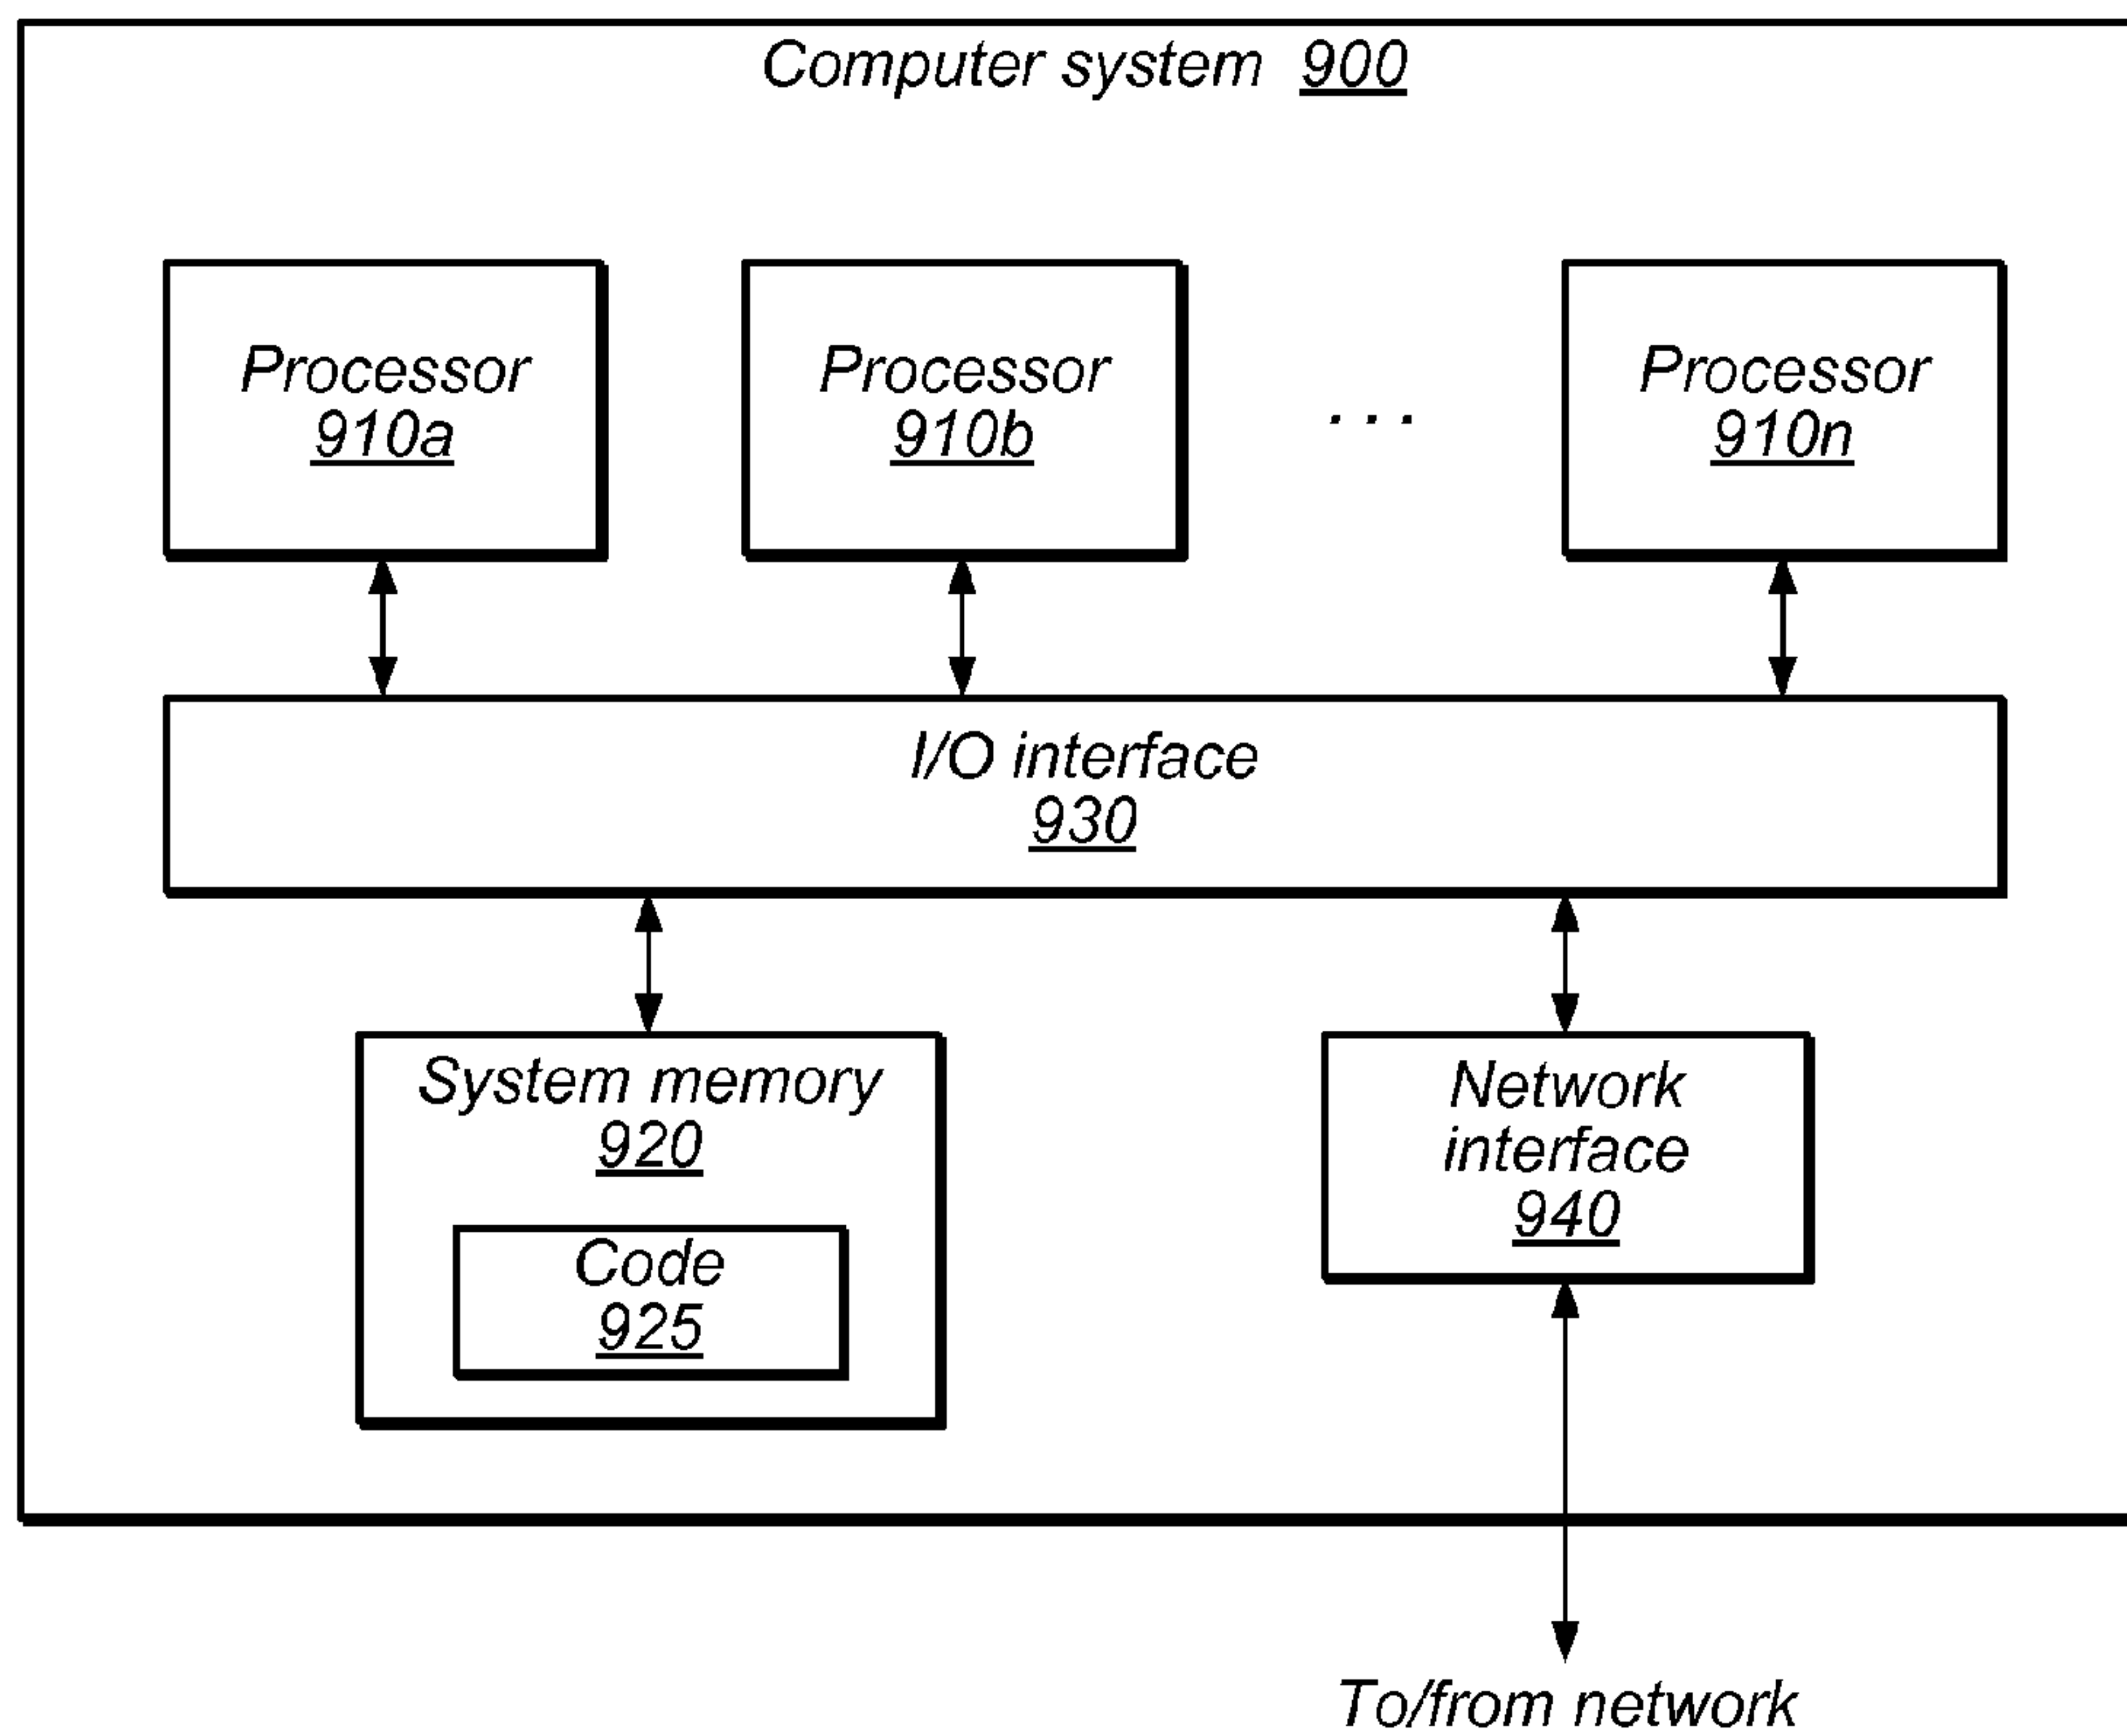 Computer system 900
Processor
910a
Processor
910b
. . .
Processor
910n
I/O interface
930
System memory
920
Code
925
Network
interface
940
To/from network